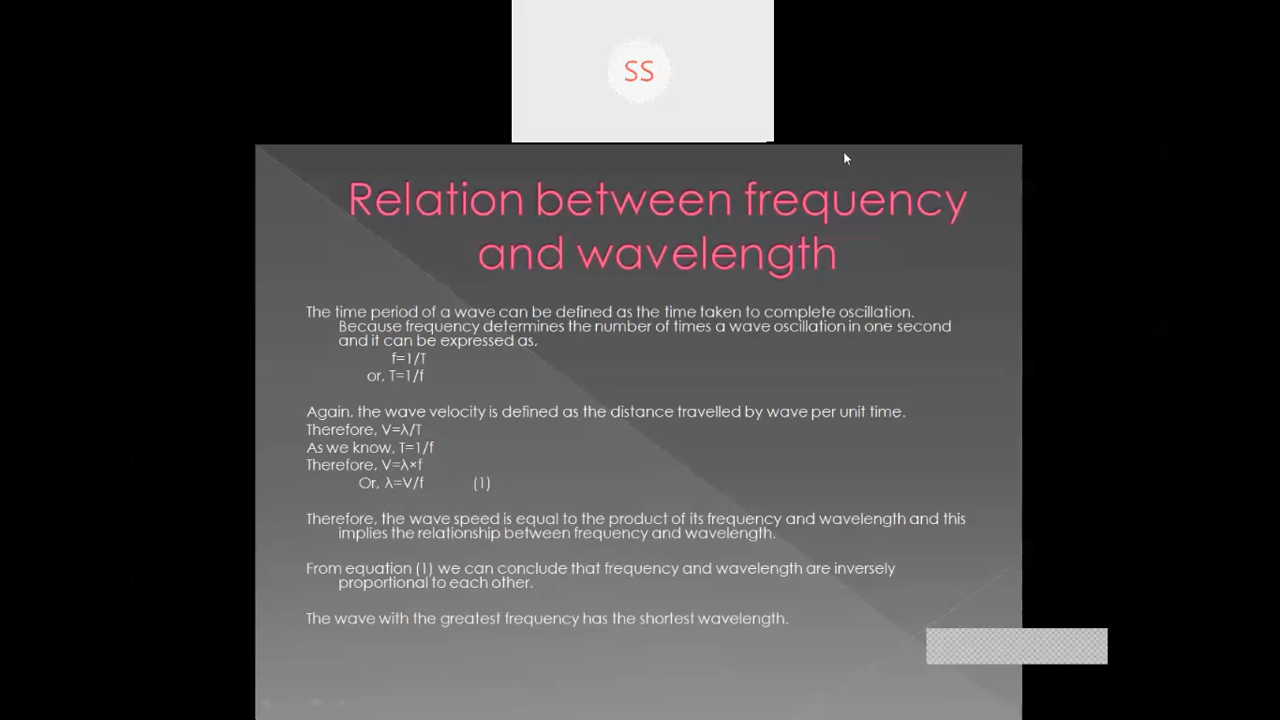 SS
Relation between frequency
and wavelength
The time period of a wave can be defined as the time taken to complete oscillation.
Because frequency determines the number of times a wave oscillation in one second
and it can be expressed as,
f=1/T
or, T=1/f
Again, the wave velocity is defined as the distance travelled by wave per unit time.
Therefore, V=λ/T
As we know, T=1/f
Therefore, V=λ×f
Or, λ=V/f (1)
Therefore, the wave speed is equal to the product of its frequency and wavelength and this
implies the relationship between frequency and wavelength.
From equation (1) we can conclude that frequency and wavelength are inversely
proportional to each other.
The wave with the greatest frequency has the shortest wavelength.